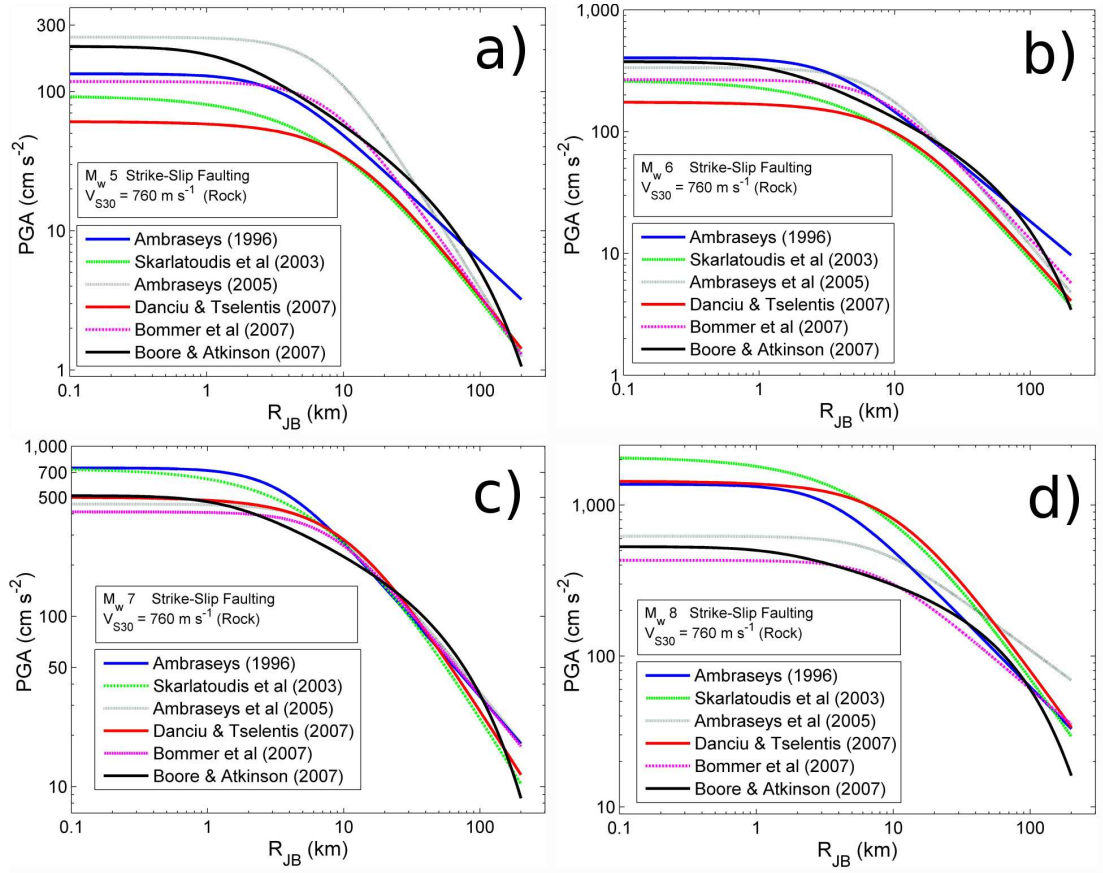 a)
300
100
30
10
3
1
PGA (cm s⁻²)
M_w 5 Strike-Slip Faulting
V_S30 = 760 m s⁻¹ (Rock)
Ambraseys (1996)
Skarlatoudis et al (2003)
Ambraseys (2005)
Danciu & Tselentis (2007)
Bommer et al (2007)
Boore & Atkinson (2007)
0.1 1 10 100
R_JB (km)
b)
1,000
100
10
1
PGA (cm s⁻²)
M_w 6 Strike-Slip Faulting
V_S30 = 760 m s⁻¹ (Rock)
Ambraseys (1996)
Skarlatoudis et al (2003)
Ambraseys et al (2005)
Danciu & Tselentis (2007)
Bommer et al (2007)
Boore & Atkinson (2007)
0.1 1 10 100
R_JB (km)
c)
1,000
700
500
100
50
10
PGA (cm s⁻²)
M_w 7 Strike-Slip Faulting
V_S30 = 760 m s⁻¹ (Rock)
Ambraseys (1996)
Skarlatoudis et al (2003)
Ambraseys et al (2005)
Danciu & Tselentis (2007)
Bommer et al (2007)
Boore & Atkinson (2007)
0.1 1 10 100
R_JB (km)
d)
1,000
100
10
PGA (cm s⁻²)
M_w 8 Strike-Slip Faulting
V_S30 = 760 m s⁻¹ (Rock)
Ambraseys (1996)
Skarlatoudis et al (2003)
Ambraseys et al (2005)
Danciu & Tselentis (2007)
Bommer et al (2007)
Boore & Atkinson (2007)
0.1 1 10 100
R_JB (km)